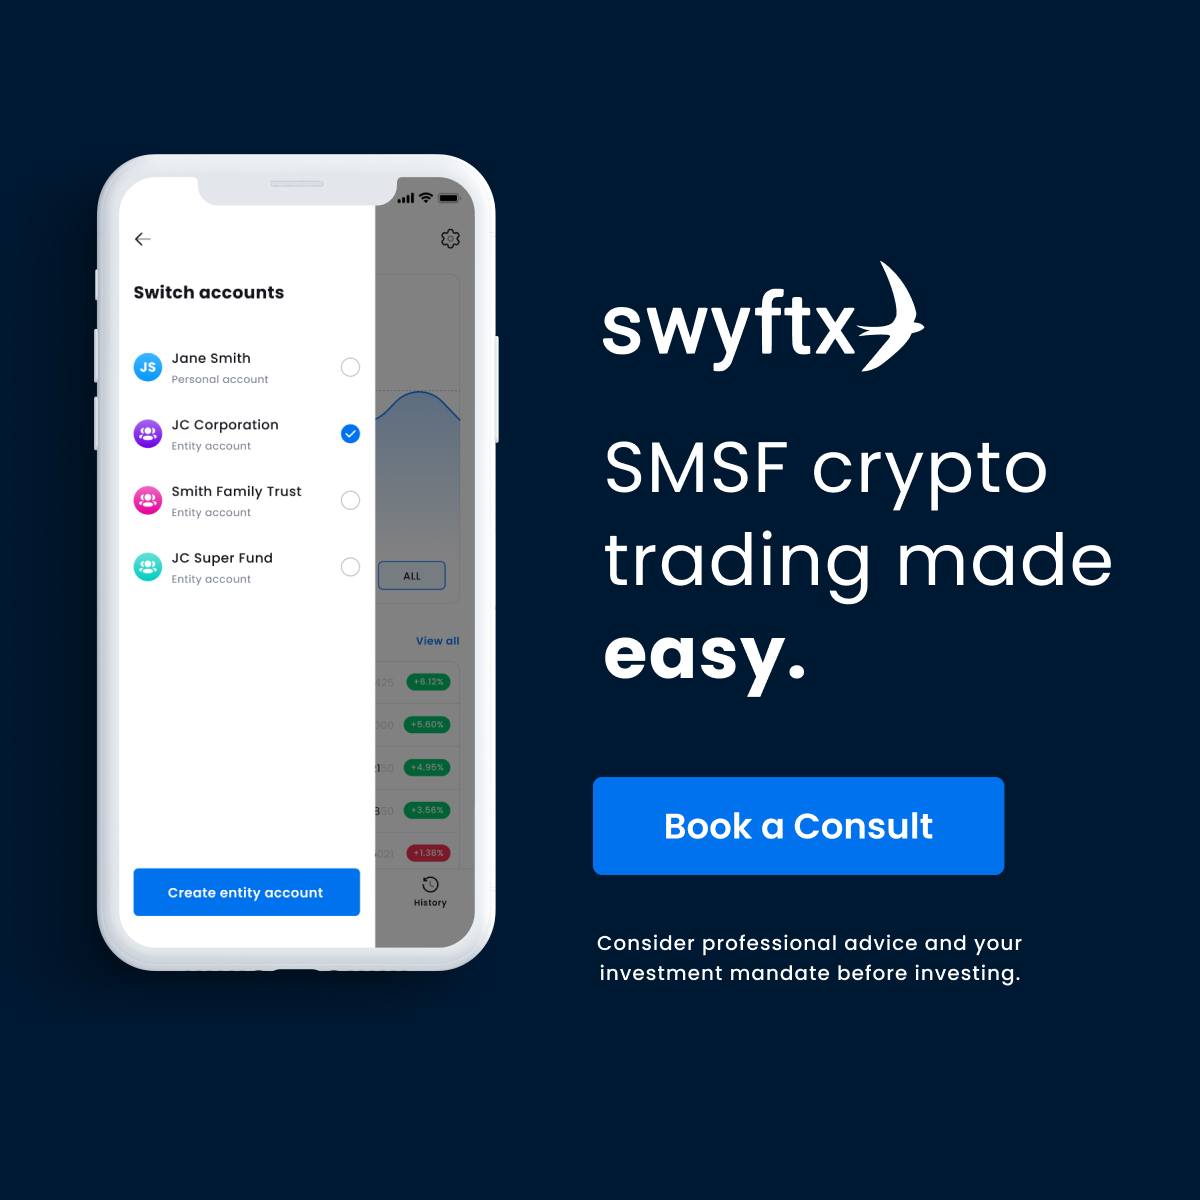 Switch accounts
JS
Jane Smith
Personal account
JC Corporation
Entity account
Smith Family Trust
Entity account
JC Super Fund
Entity account
Create entity account
ALL
View all
+6.12%
+5.60%
+4.95%
+3.56%
+1.38%
History
swyftx
SMSF crypto
trading made
easy.
Book a Consult
Consider professional advice and your
investment mandate before investing.